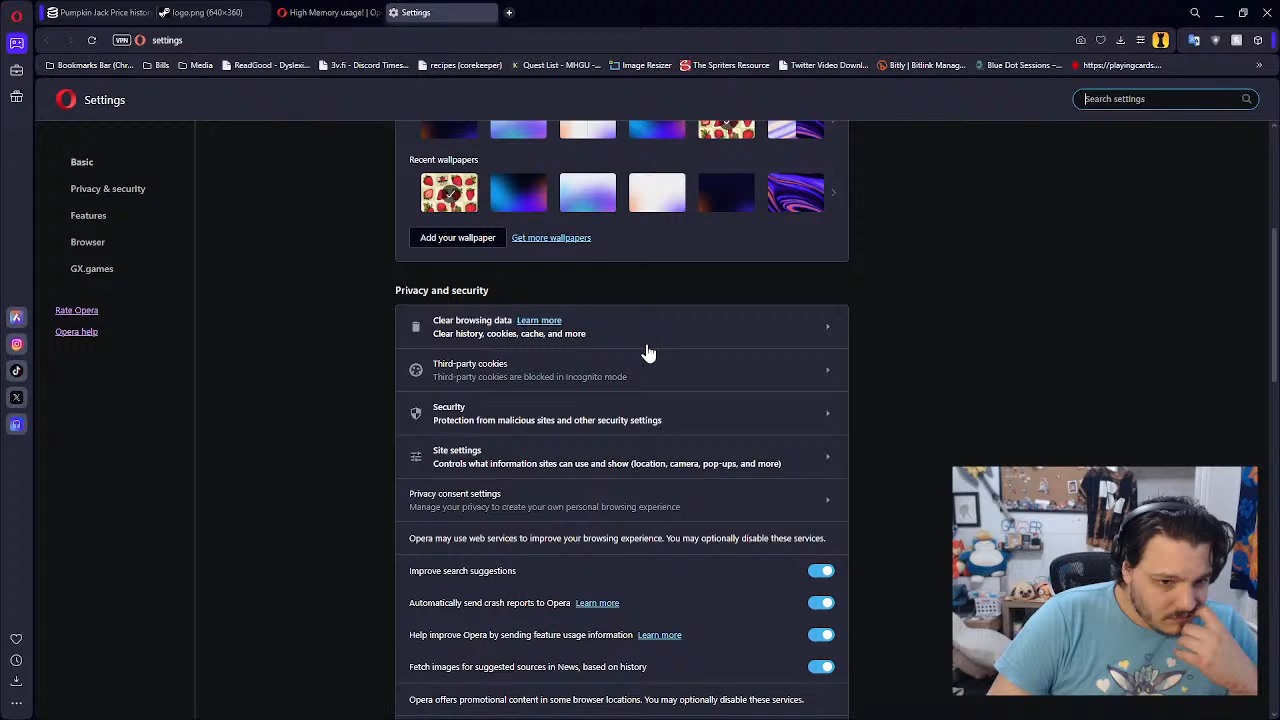 Pumpkin Jack Price histor
logo.png (640×360)
High Memory usage! | Op
Settings
VPN
settings
Bookmarks Bar (Chr...
Bills
Media
ReadGood - Dyslexi...
3v.fi - Discord Times...
recipes (corekeeper)
Quest List - MHGU -...
Image Resizer
The Spriters Resource
Twitter Video Downl...
Bitly | Bitlink Manag...
Blue Dot Sessions -...
https://playingcards....
Settings
Search settings
Basic
Privacy & security
Features
Browser
GX.games
Rate Opera
Opera help
Recent wallpapers
Add your wallpaper
Get more wallpapers
Privacy and security
Clear browsing data Learn more
Clear history, cookies, cache, and more
Third-party cookies
Third-party cookies are blocked in Incognito mode
Security
Protection from malicious sites and other security settings
Site settings
Controls what information sites can use and show (location, camera, pop-ups, and more)
Privacy consent settings
Manage your privacy to create your own personal browsing experience
Opera may use web services to improve your browsing experience. You may optionally disable these services.
Improve search suggestions
Automatically send crash reports to Opera Learn more
Help improve Opera by sending feature usage information Learn more
Fetch images for suggested sources in News, based on history
Opera offers promotional content in some browser locations. You may optionally disable these services.